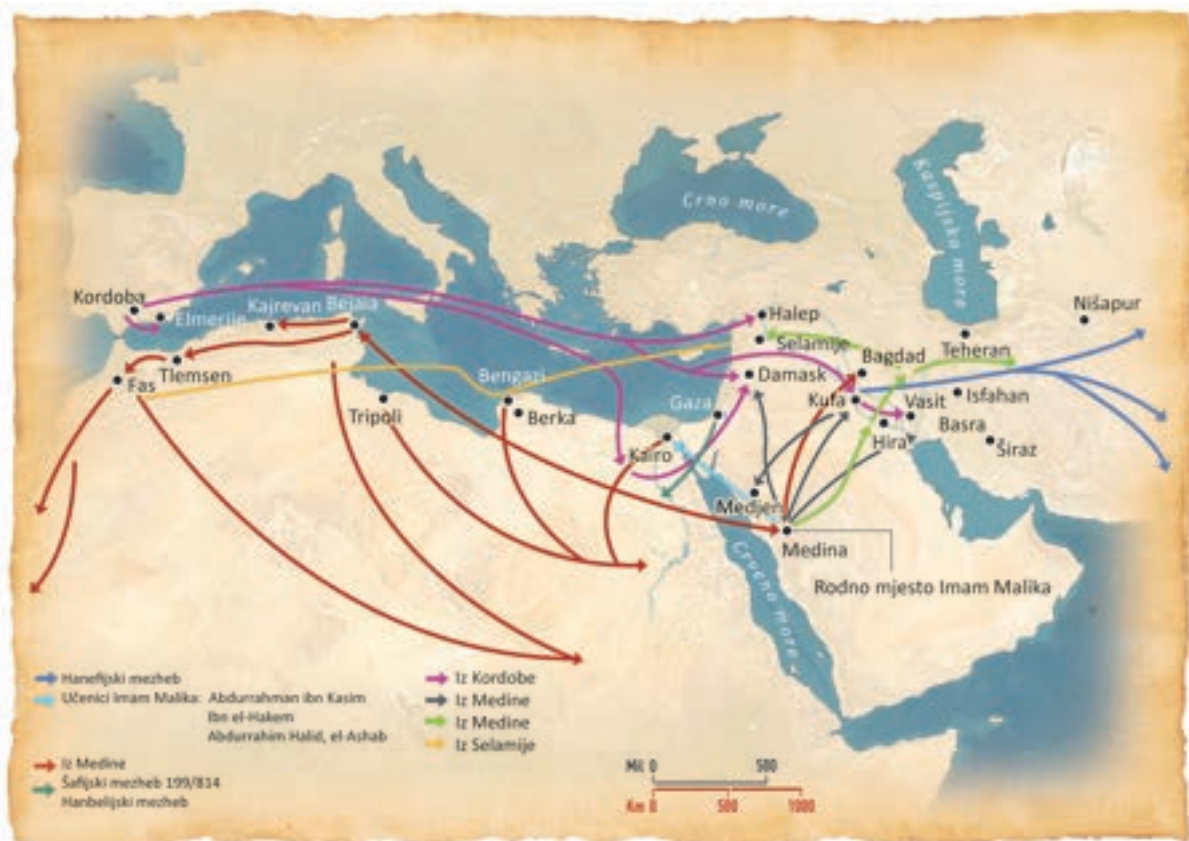 Crno more
Kaspijsko more
Kordoba
Elmerijn
Kajrevan
Bejaia
Halep
Nišapur
Selamije
Teheran
Bagdad
Tlemsen
Fas
Bengazi
Damask
Isfahan
Tripoli
Berka
Gaza
Kufa
Vasit
Basra
Hira
Širaz
Kairo
Medjen
Medina
Crveno more
Rodno mjesto Imam Malika
Hanefijski mezheb
Učenici Imam Malika: Abdurrahman ibn Kasim
Ibn el-Hakem
Abdurrahim Halid, el-Ashab
Iz Medine
Šafijski mezheb 199/814
Hanbelijski mezheb
Iz Kordobe
Iz Medine
Iz Medine
Iz Selamije
Mil 0 500
Km 0 500 1000